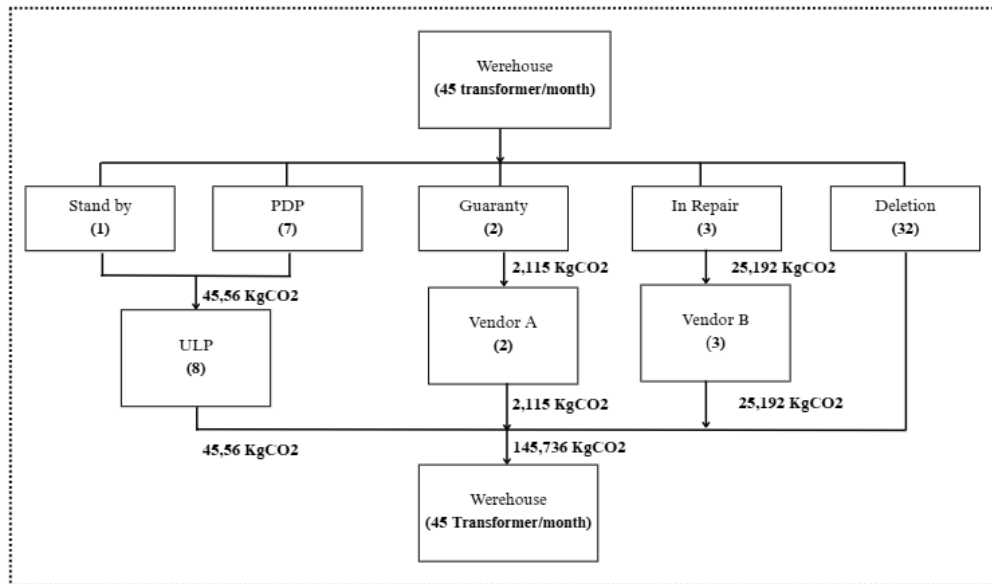 Werehouse
(45 transformer/month)
Stand by
(1)
PDP
(7)
Guaranty
(2)
In Repair
(3)
Deletion
(32)
45,56 KgCO2
2,115 KgCO2
25,192 KgCO2
ULP
(8)
Vendor A
(2)
Vendor B
(3)
45,56 KgCO2
2,115 KgCO2
25,192 KgCO2
145,736 KgCO2
Werehouse
(45 Transformer/month)